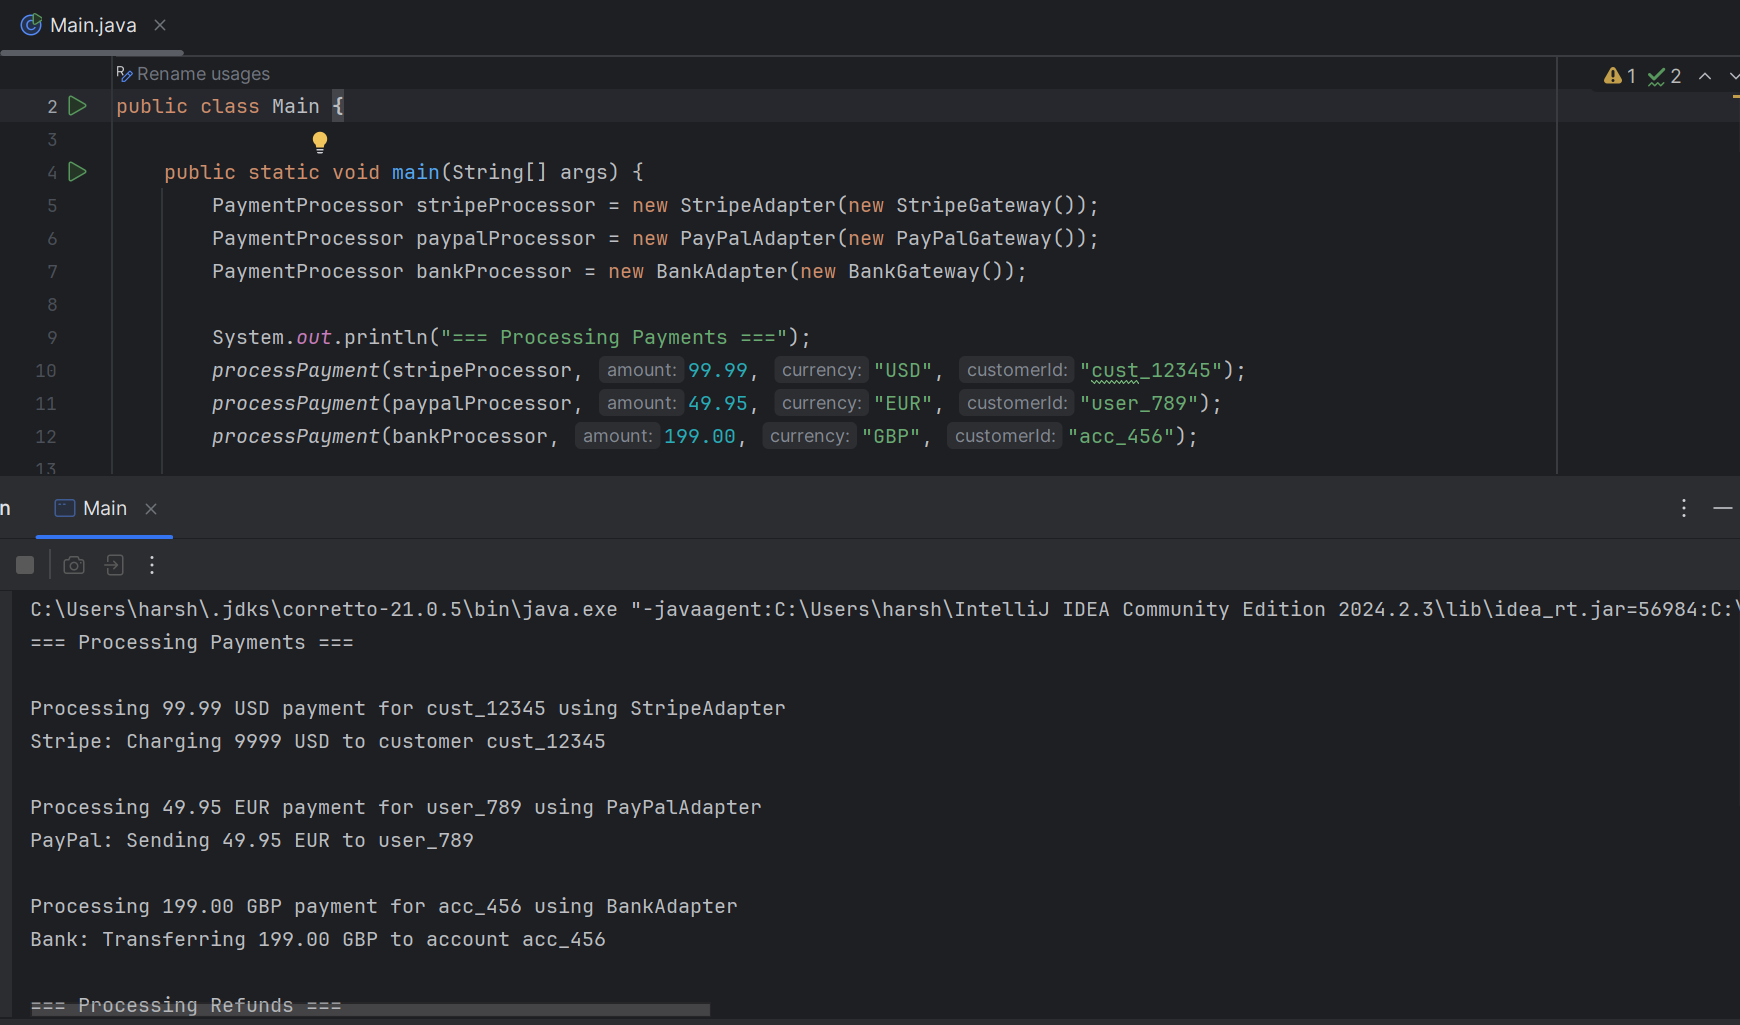 Main.java
Rename usages
1 2
2 public class Main {
3
4 public static void main(String[] args) {
5 PaymentProcessor stripeProcessor = new StripeAdapter(new StripeGateway());
6 PaymentProcessor paypalProcessor = new PayPalAdapter(new PayPalGateway());
7 PaymentProcessor bankProcessor = new BankAdapter(new BankGateway());
8
9 System.out.println("=== Processing Payments ===");
10 processPayment(stripeProcessor, amount: 99.99, currency: "USD", customerId: "cust_12345");
11 processPayment(paypalProcessor, amount: 49.95, currency: "EUR", customerId: "user_789");
12 processPayment(bankProcessor, amount: 199.00, currency: "GBP", customerId: "acc_456");
13
n Main
C:\Users\harsh\.jdks\corretto-21.0.5\bin\java.exe "-javaagent:C:\Users\harsh\IntelliJ IDEA Community Edition 2024.2.3\lib\idea_rt.jar=56984:C:\
=== Processing Payments ===
Processing 99.99 USD payment for cust_12345 using StripeAdapter
Stripe: Charging 9999 USD to customer cust_12345
Processing 49.95 EUR payment for user_789 using PayPalAdapter
PayPal: Sending 49.95 EUR to user_789
Processing 199.00 GBP payment for acc_456 using BankAdapter
Bank: Transferring 199.00 GBP to account acc_456
=== Processing Refunds ===